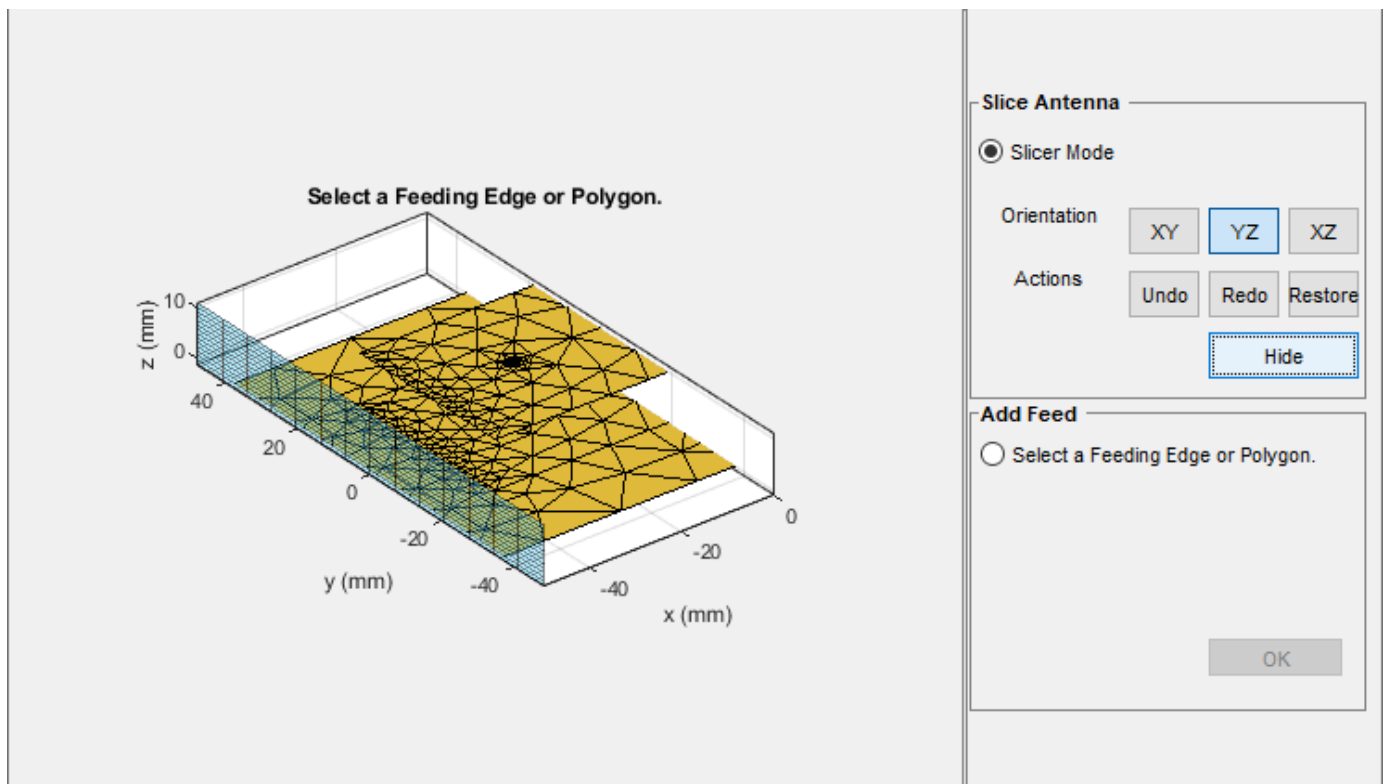 Select a Feeding Edge or Polygon.
10
0
z (mm)
40
20
0
-20
-40
y (mm)
0
-20
-40
x (mm)
Slice Antenna
Slicer Mode
Orientation
XY YZ XZ
Actions
Undo Redo Restore
Hide
Add Feed
Select a Feeding Edge or Polygon.
OK